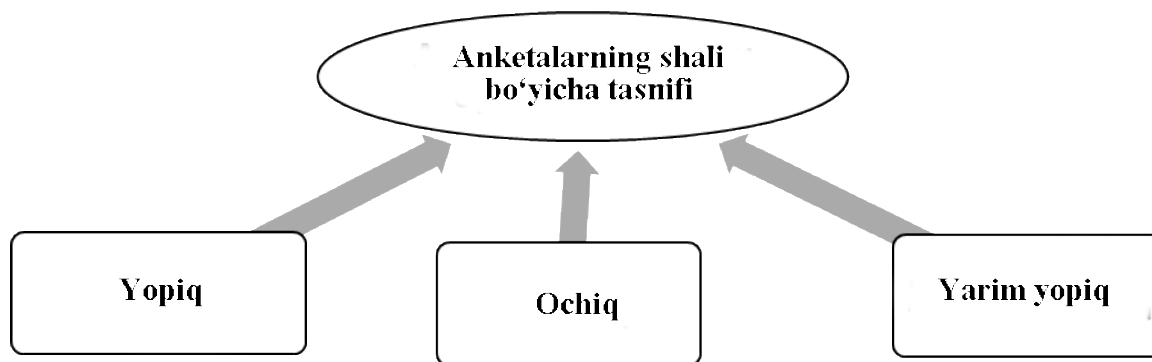 Anketalarning shali
bo‘yicha tasnifi
Yopiq
Ochiq
Yarim yopiq